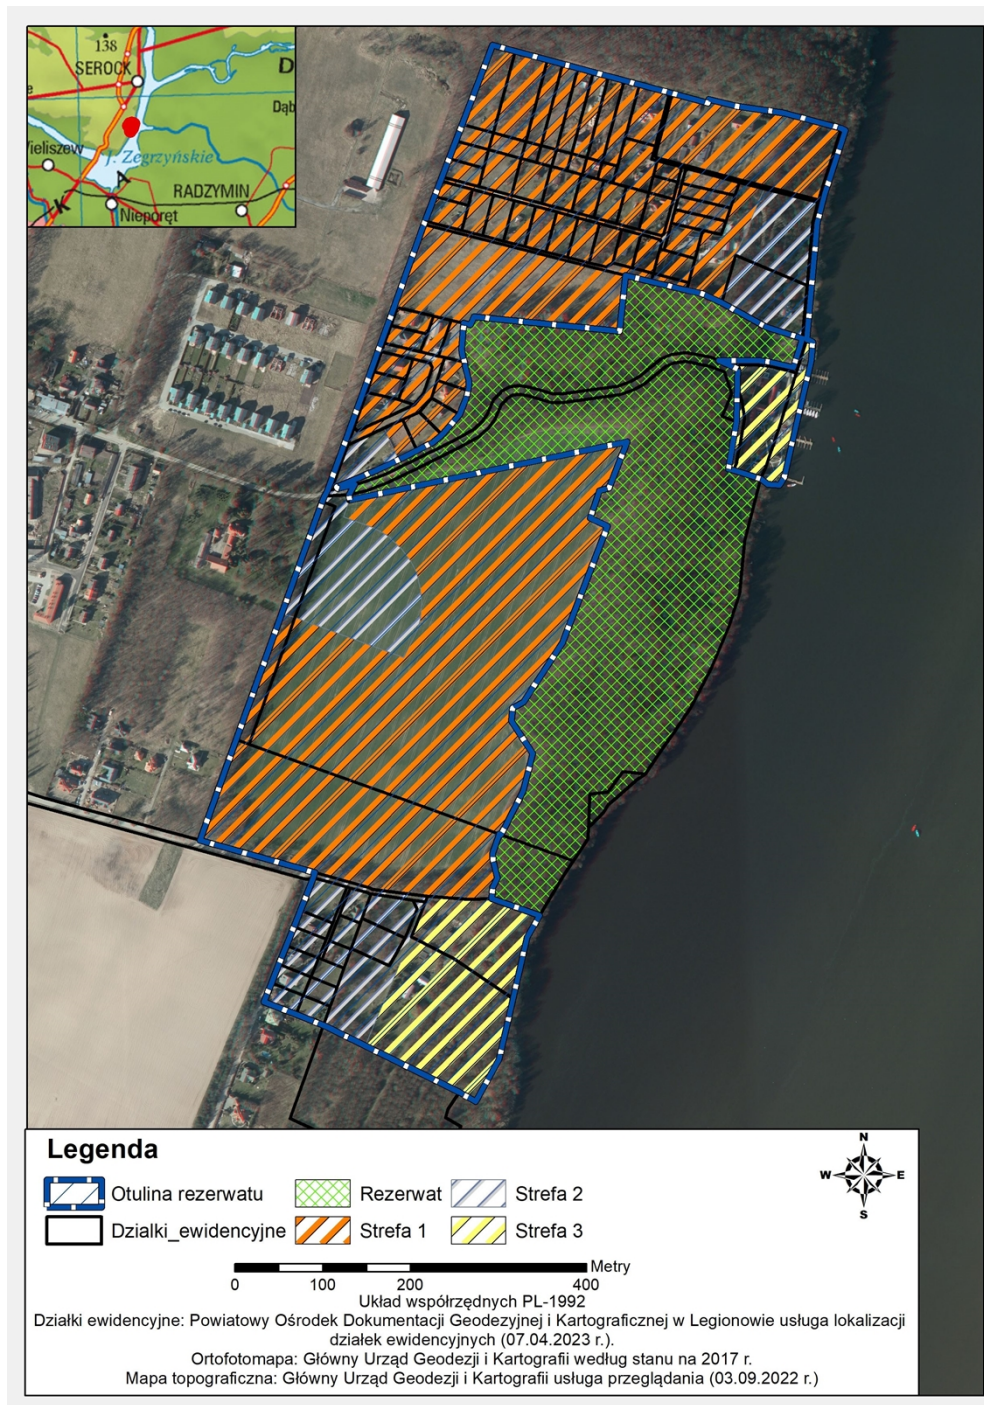 138
SEROCK
D
Dąb
ieliszew
J. Zegrzyńskie
A
RADZYMIN
K
Nieporęt
Legenda
N
W E
S
Otulina rezerwatu Rezerwat Strefa 2
Dzialki_ewidencyjne Strefa 1 Strefa 3
Metry
0 100 200 400
Układ współrzędnych PL-1992
Działki ewidencyjne: Powiatowy Ośrodek Dokumentacji Geodezyjnej i Kartograficznej w Legionowie usługa lokalizacji
działek ewidencyjnych (07.04.2023 r.).
Ortofotomapa: Główny Urząd Geodezji i Kartografii według stanu na 2017 r.
Mapa topograficzna: Główny Urząd Geodezji i Kartografii usługa przeglądania (03.09.2022 r.)